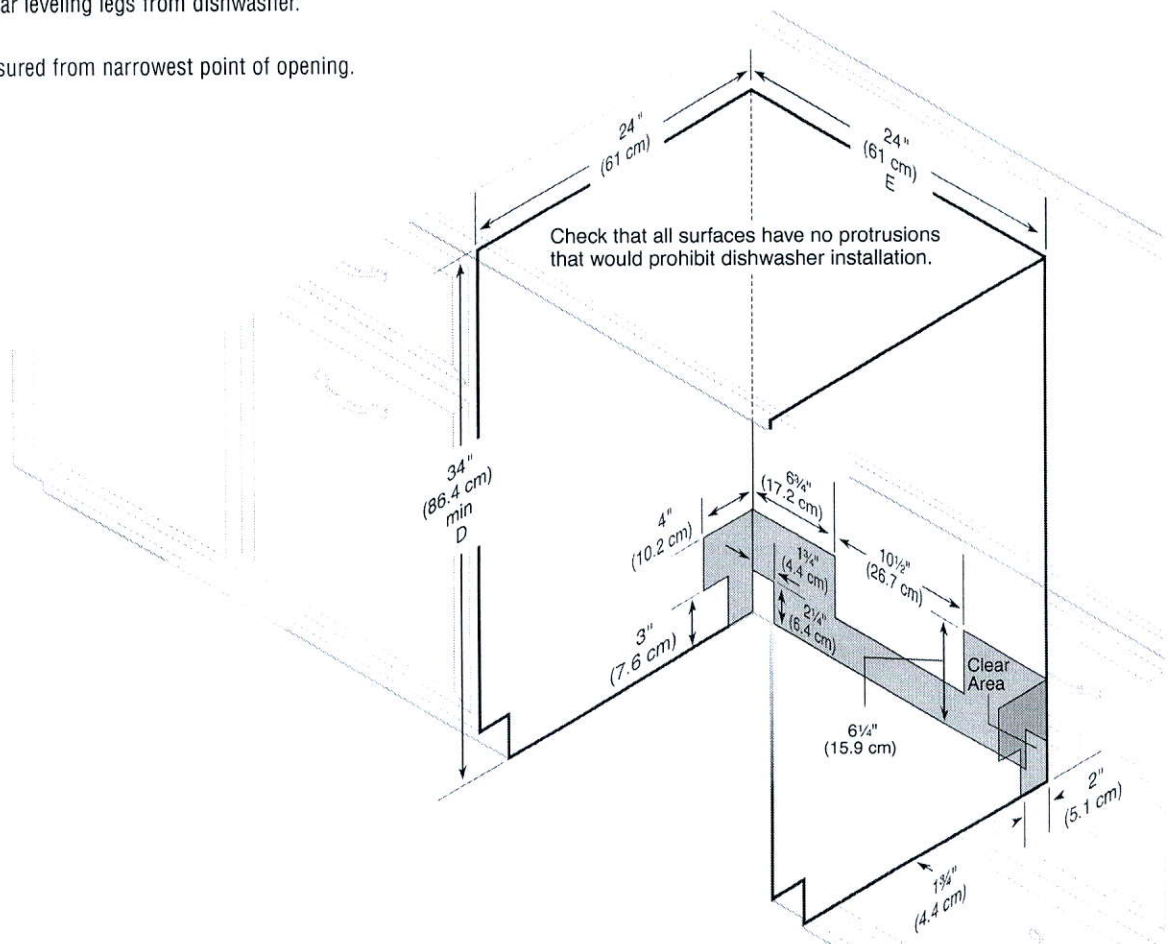 leveling legs from dishwasher.
from narrowest point of opening.
24"
(61 cm)
24"
(61 cm)
E
Check that all surfaces have no protrusions
that would prohibit dishwasher installation.
34"
(86.4 cm)
min
D
6¾"
(17.2 cm)
4"
(10.2 cm)
1¾"
(4.4 cm)
10½"
(26.7 cm)
3"
(7.6 cm)
2¼"
(6.4 cm)
Clear
Area
6¼"
(15.9 cm)
2"
(5.1 cm)
1¾"
(4.4 cm)